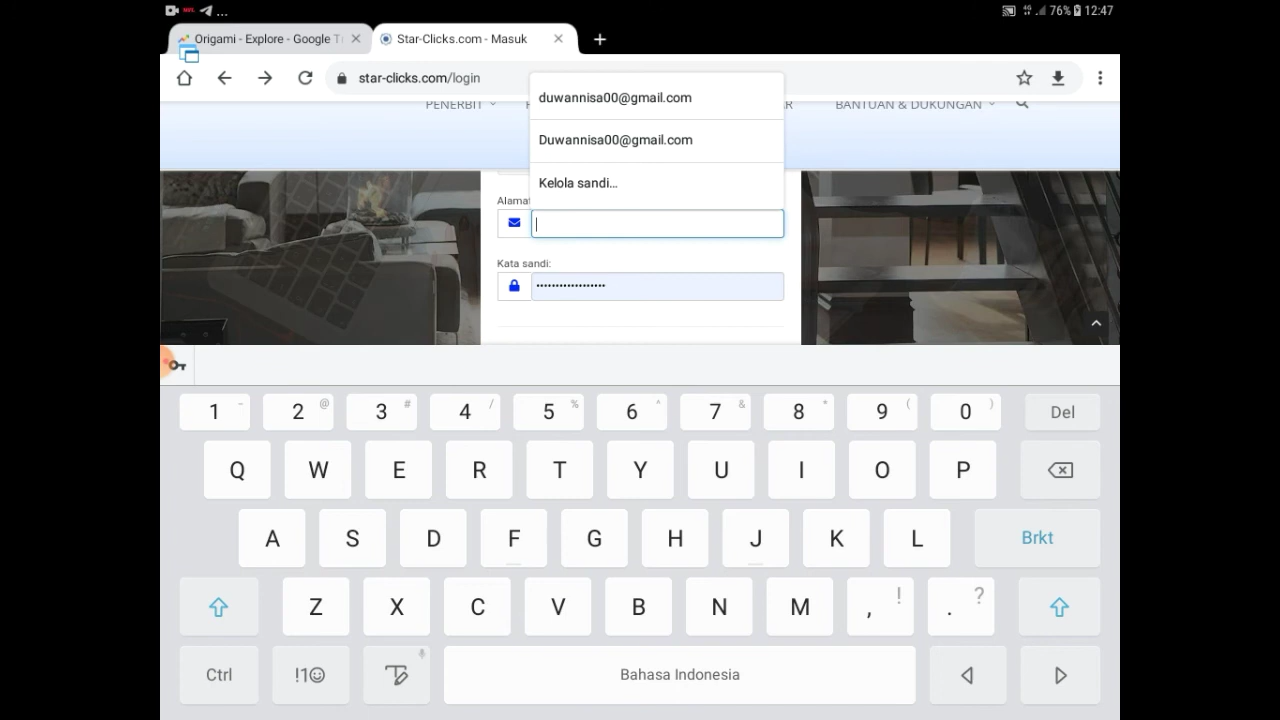 ... 76% 12:47
Origami - Explore - Google T
Star-Clicks.com - Masuk
star-clicks.com/login
PENERBIT
BANTUAN & DUKUNGAN
duwannisa00@gmail.com
Duwannisa00@gmail.com
Kelola sandi...
Alamat
Kata sandi:
••••••••••••••••••
1 - 2 @ 3 # 4 / 5 % 6 ^ 7 & 8 * 9 ( 0 ) Del
Q W E R T Y U I O P
A S D F G H J K L Brkt
Z X C V B N M , ! . ?
Ctrl !1☺ Bahasa Indonesia